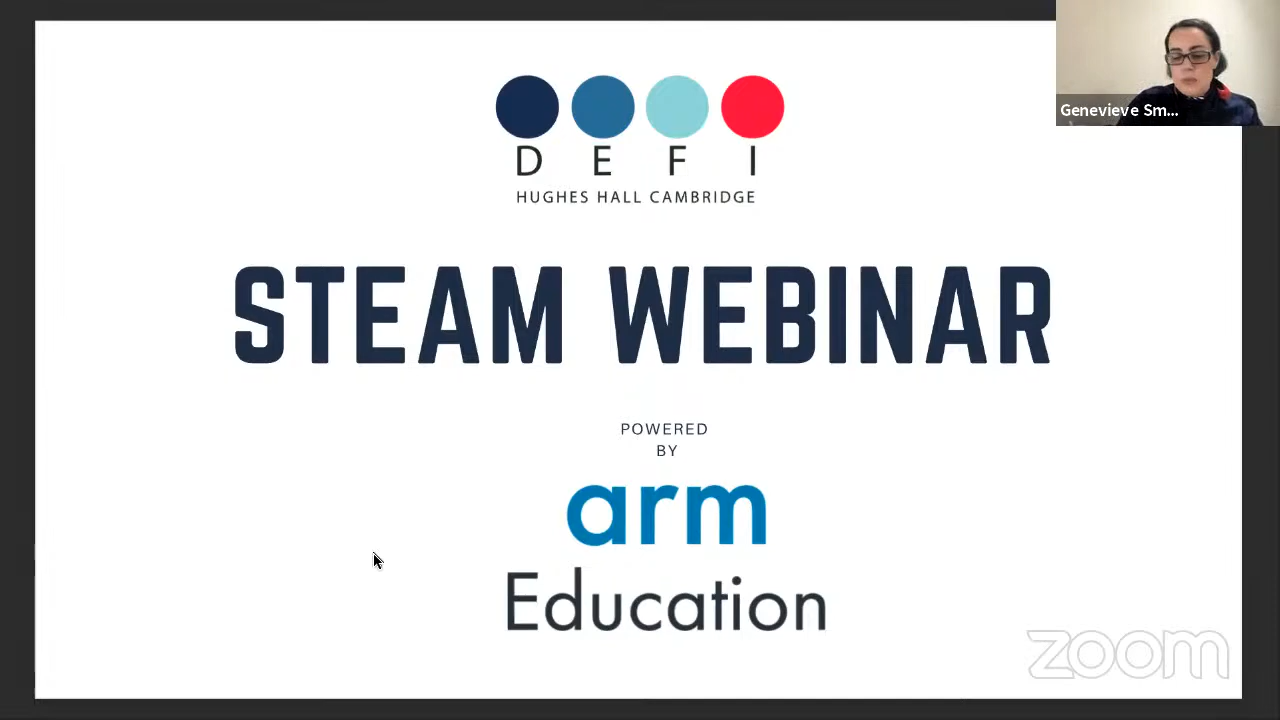 D E F I
HUGHES HALL CAMBRIDGE
Genevieve Sm...
STEAM WEBINAR
POWERED
BY
arm
Education
zoom